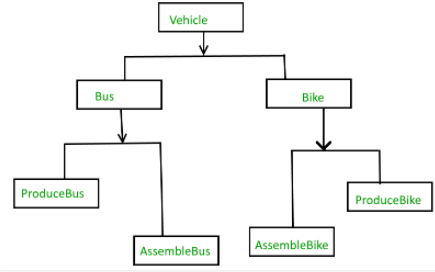 Vehicle
Bus
Bike
ProduceBus
ProduceBike
AssembleBus
AssembleBike